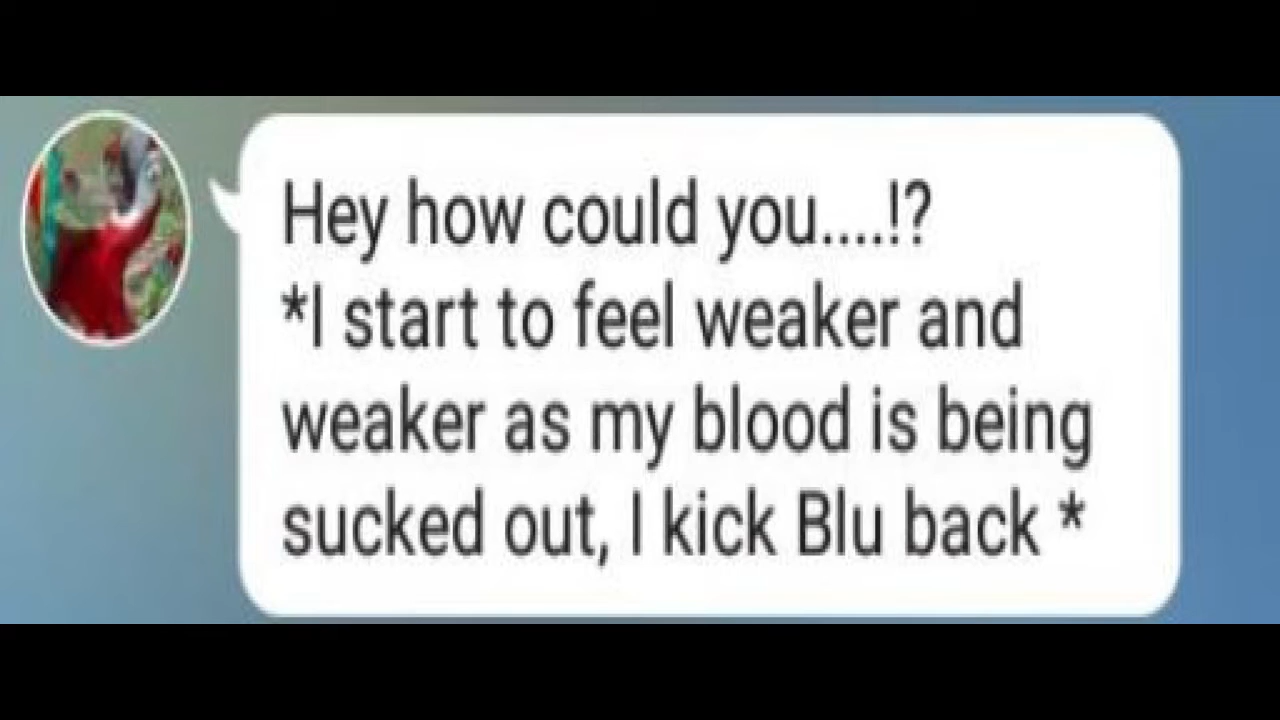 Hey how could you....!?
*I start to feel weaker and
weaker as my blood is being
sucked out, I kick Blu back *